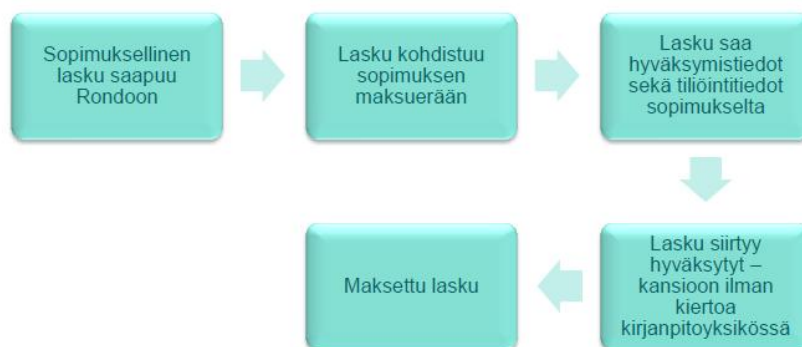 Sopimuksellinen
lasku saapuu
Rondoon
Lasku kohdistuu
sopimuksen
maksuerään
Lasku saa
hyväksymistiedot
sekä tiliöintitiedot
sopimukselta
Lasku siirtyy
hyväksytyt –
kansioon ilman
kiertoa
kirjanpitoyksikössä
Maksettu lasku